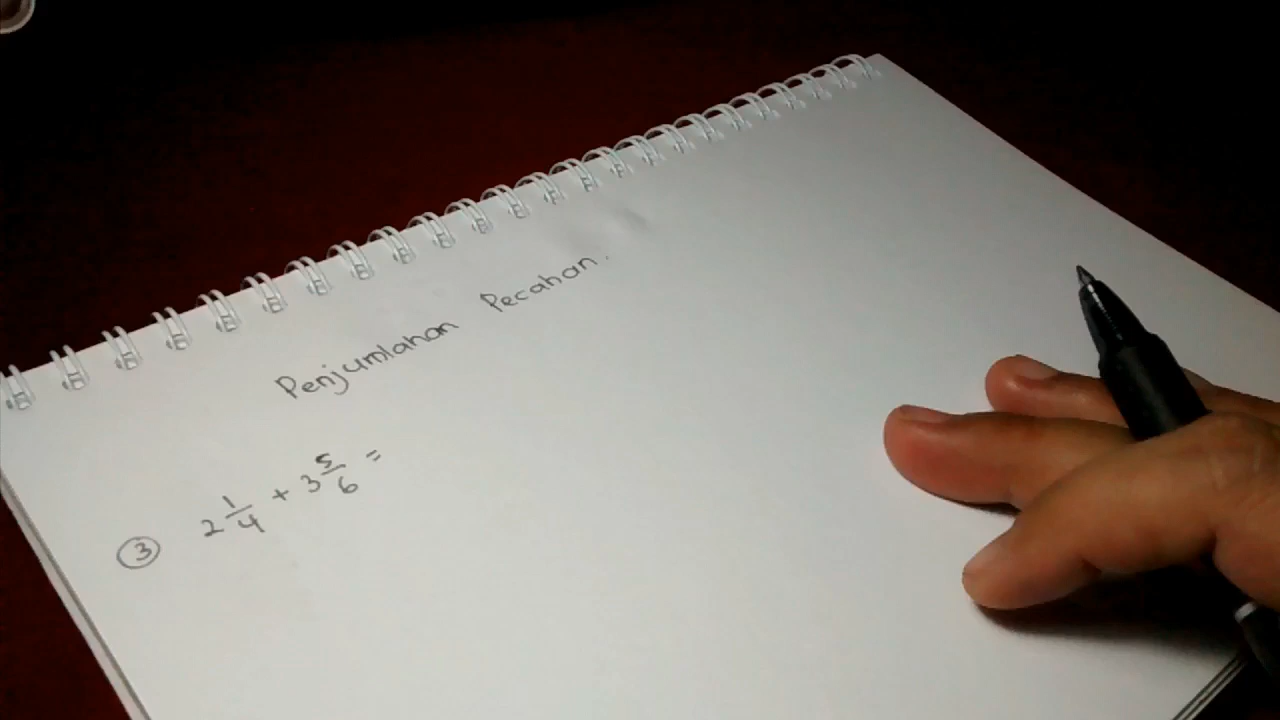 Penjumlahan Pecahan.
③ 2 1/4 + 3 5/6 =